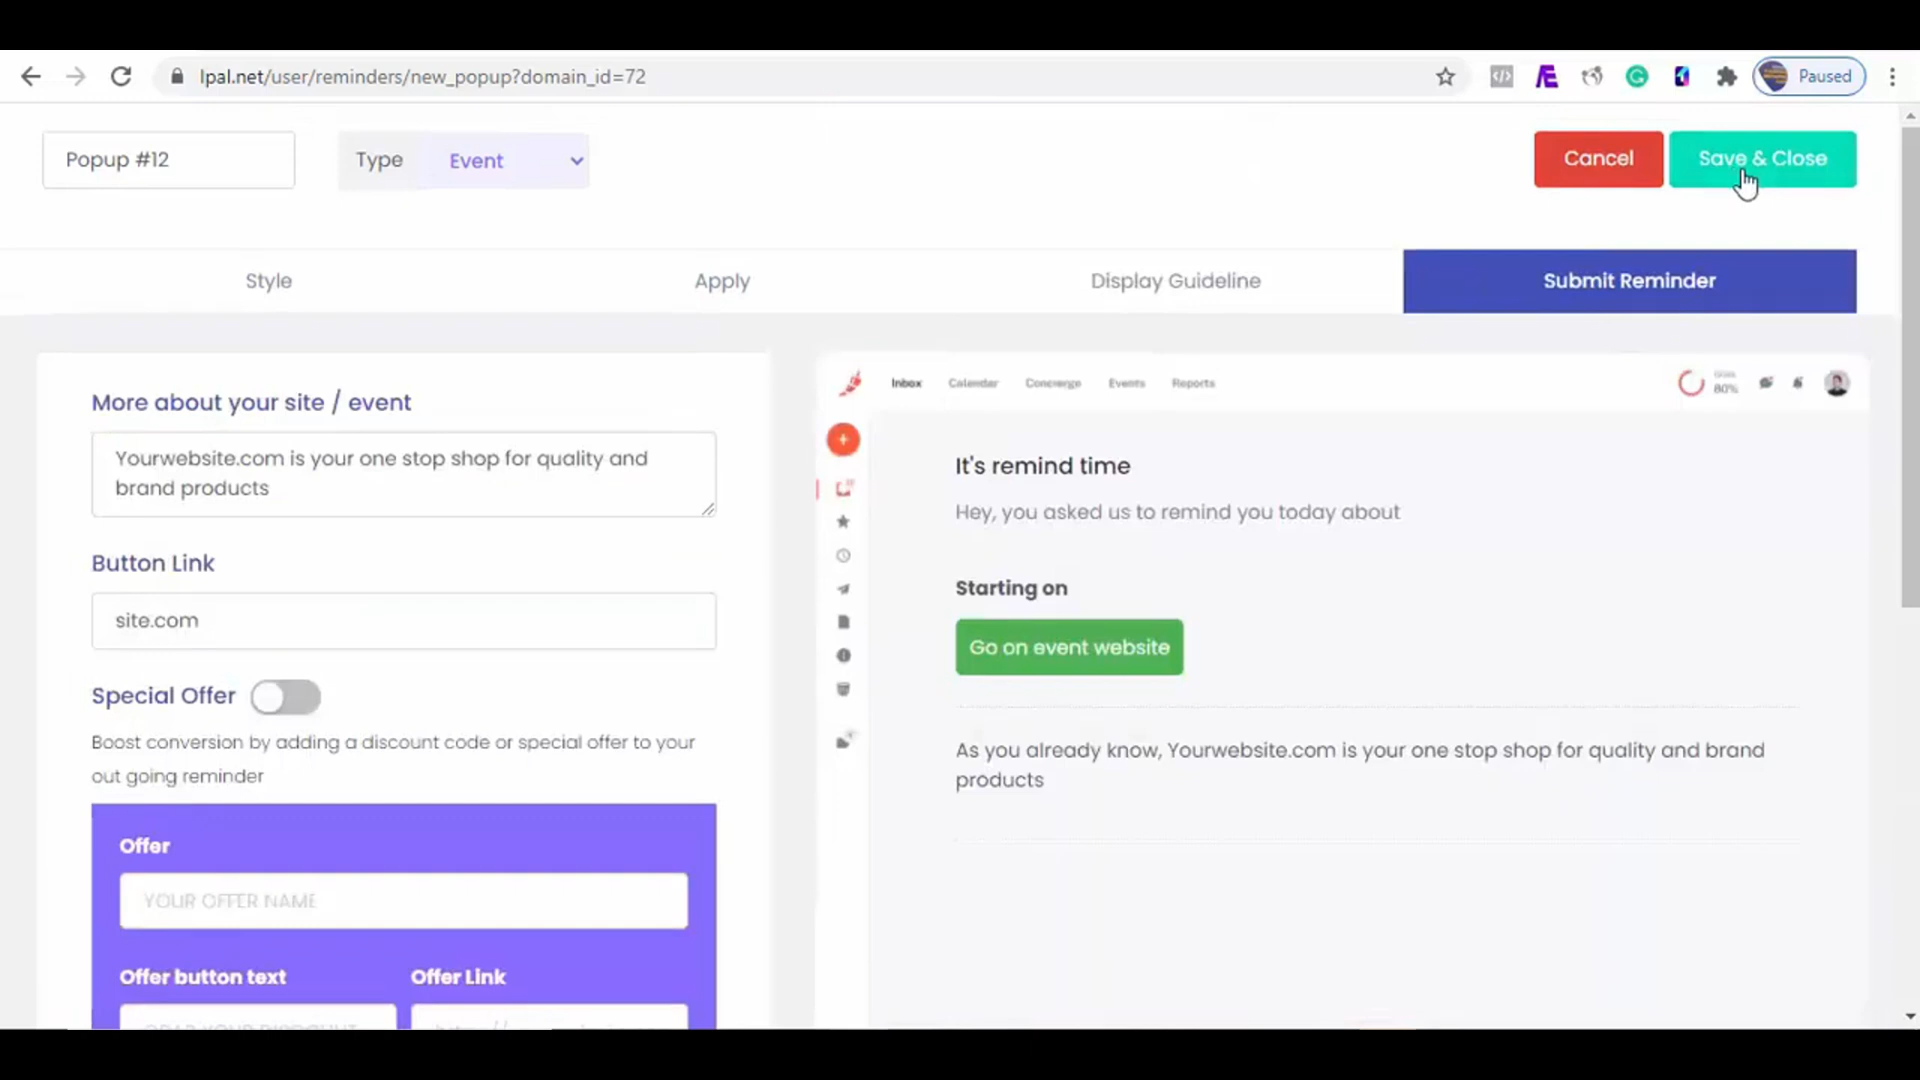 lpal.net/user/reminders/new_popup?domain_id=72
Paused
Popup #12
Type
Event
Cancel
Save & Close
Style
Apply
Display Guideline
Submit Reminder
More about your site / event
Yourwebsite.com is your one stop shop for quality and
brand products
Button Link
site.com
Special Offer
Boost conversion by adding a discount code or special offer to your
out going reminder
Offer
YOUR OFFER NAME
Offer button text
Offer Link
Inbox
Calendar
Concierge
Events
Reports
80%
It's remind time
Hey, you asked us to remind you today about
Starting on
Go on event website
As you already know, Yourwebsite.com is your one stop shop for quality and brand
products